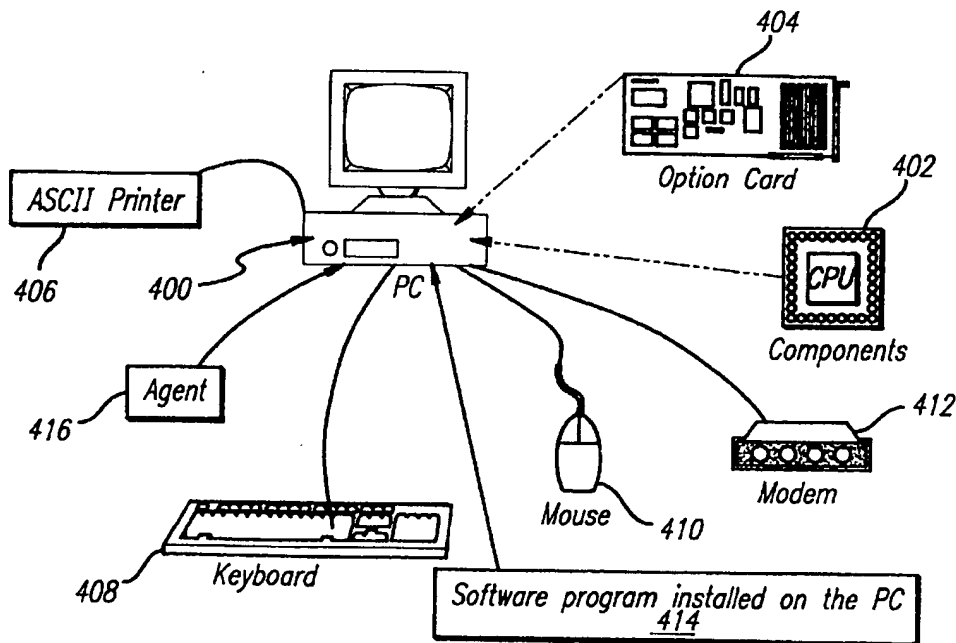 404
Option Card
ASCII Printer
406
400
PC
402
CPU
Components
Agent
416
412
Modem
Mouse
410
408
Keyboard
Software program installed on the PC
414